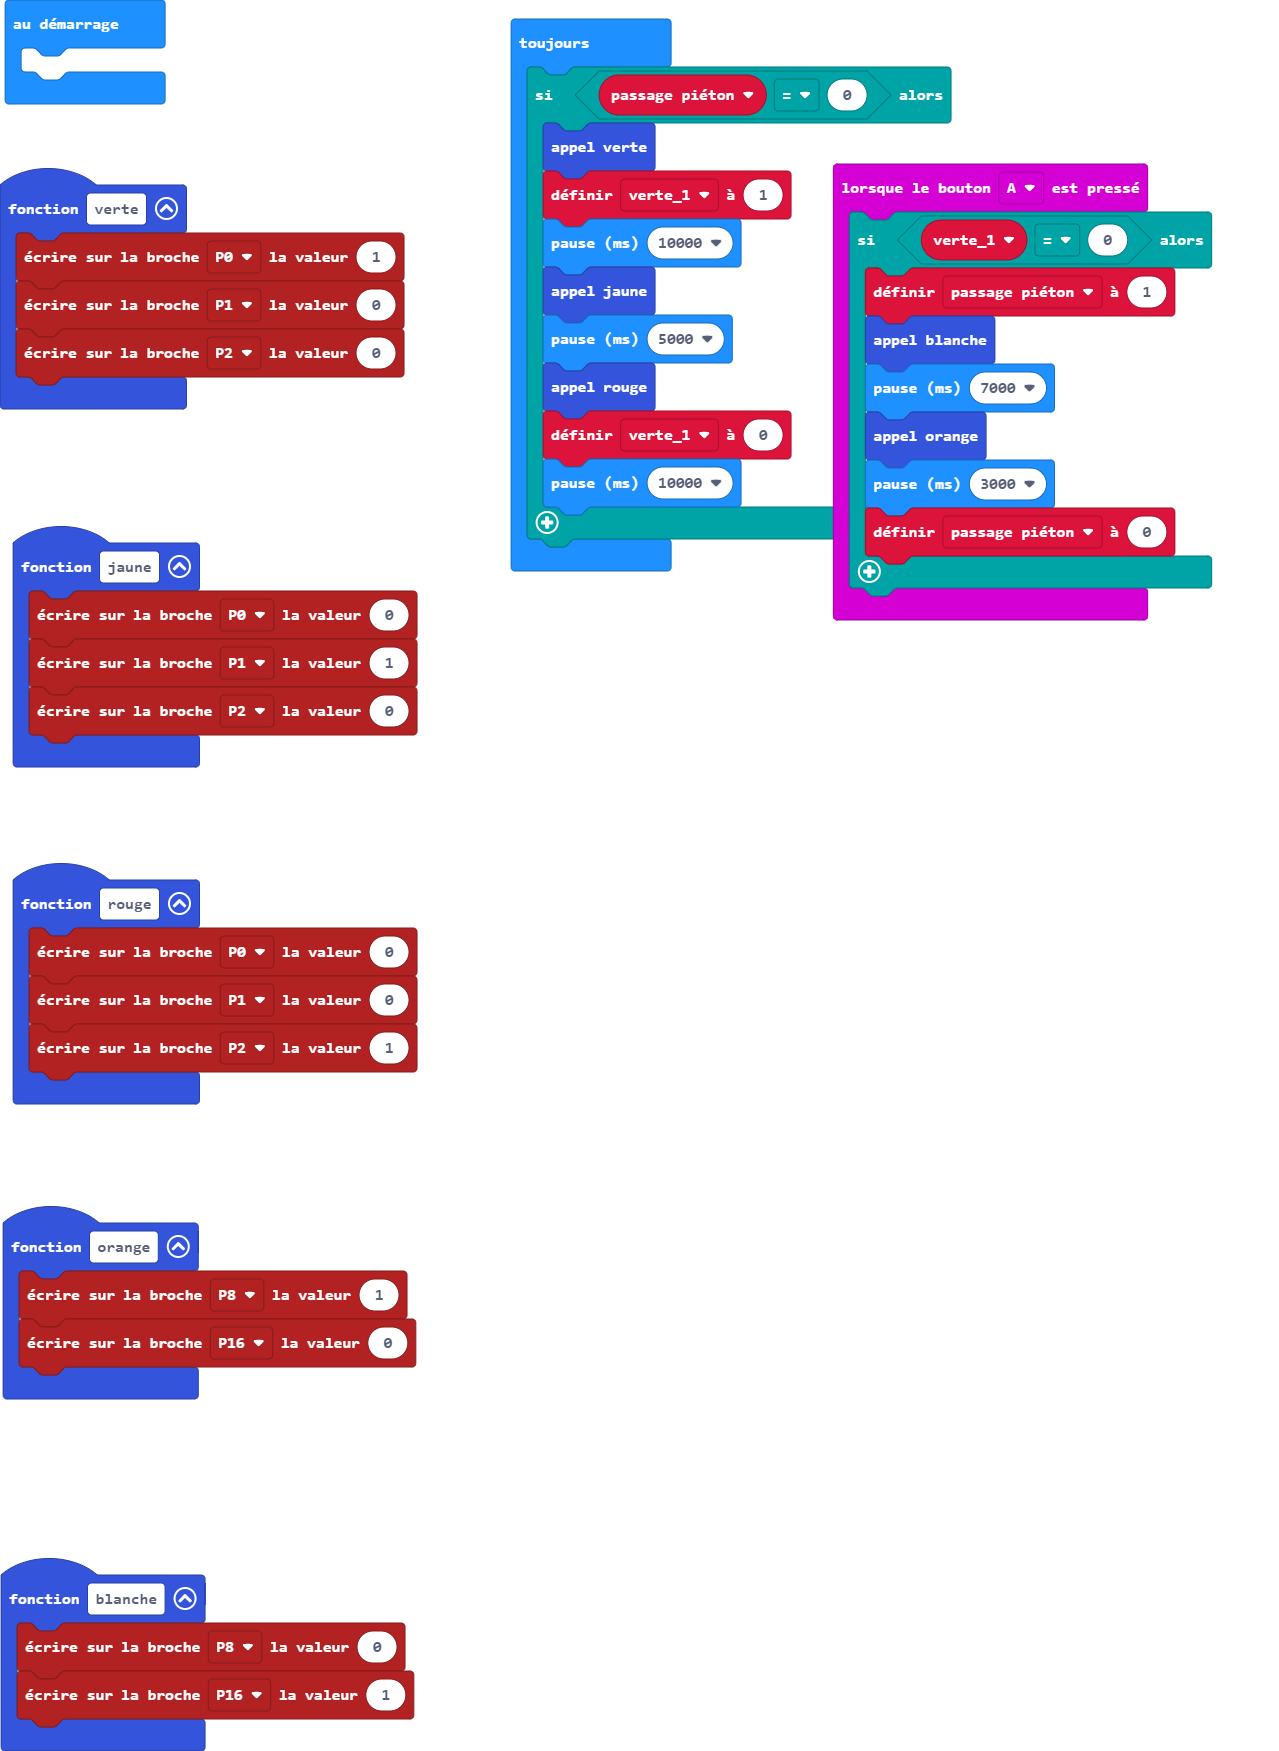 au démarrage
fonction verte
écrire sur la broche P0 la valeur 1
écrire sur la broche P1 la valeur 0
écrire sur la broche P2 la valeur 0
fonction jaune
écrire sur la broche P0 la valeur 0
écrire sur la broche P1 la valeur 1
écrire sur la broche P2 la valeur 0
fonction rouge
écrire sur la broche P0 la valeur 0
écrire sur la broche P1 la valeur 0
écrire sur la broche P2 la valeur 1
fonction orange
écrire sur la broche P8 la valeur 1
écrire sur la broche P16 la valeur 0
fonction blanche
écrire sur la broche P8 la valeur 0
écrire sur la broche P16 la valeur 1
toujours
si passage piéton = 0 alors
appel verte
définir verte_1 à 1
pause (ms) 10000
appel jaune
pause (ms) 5000
appel rouge
définir verte_1 à 0
pause (ms) 10000
lorsque le bouton A est pressé
si verte_1 = 0 alors
définir passage piéton à 1
appel blanche
pause (ms) 7000
appel orange
pause (ms) 3000
définir passage piéton à 0